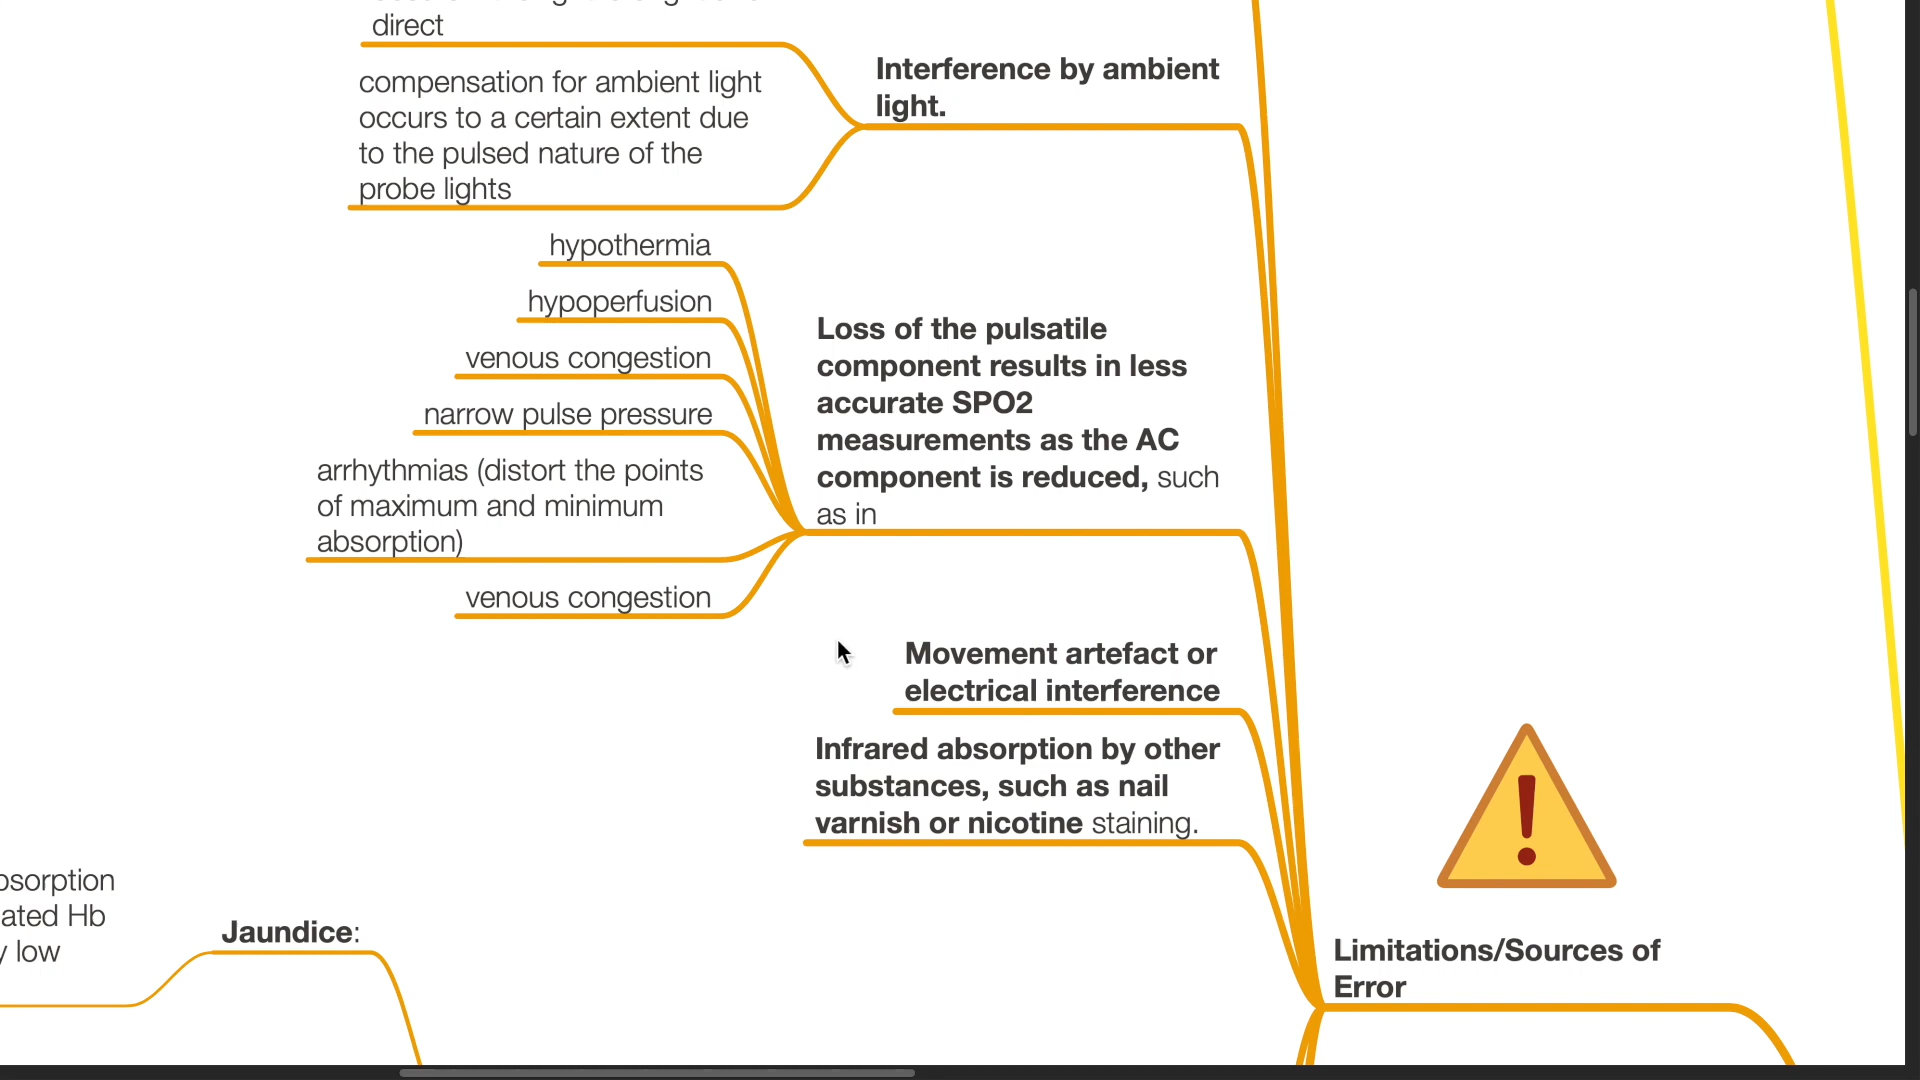 direct
compensation for ambient light
occurs to a certain extent due
to the pulsed nature of the
probe lights
Interference by ambient
light.
hypothermia
hypoperfusion
venous congestion
narrow pulse pressure
arrhythmias (distort the points
of maximum and minimum
absorption)
venous congestion
Loss of the pulsatile
component results in less
accurate SPO2
measurements as the AC
component is reduced, such
as in
Movement artefact or
electrical interference
Infrared absorption by other
substances, such as nail
varnish or nicotine staining.
Limitations/Sources of
Error
Hb
low
Jaundice: